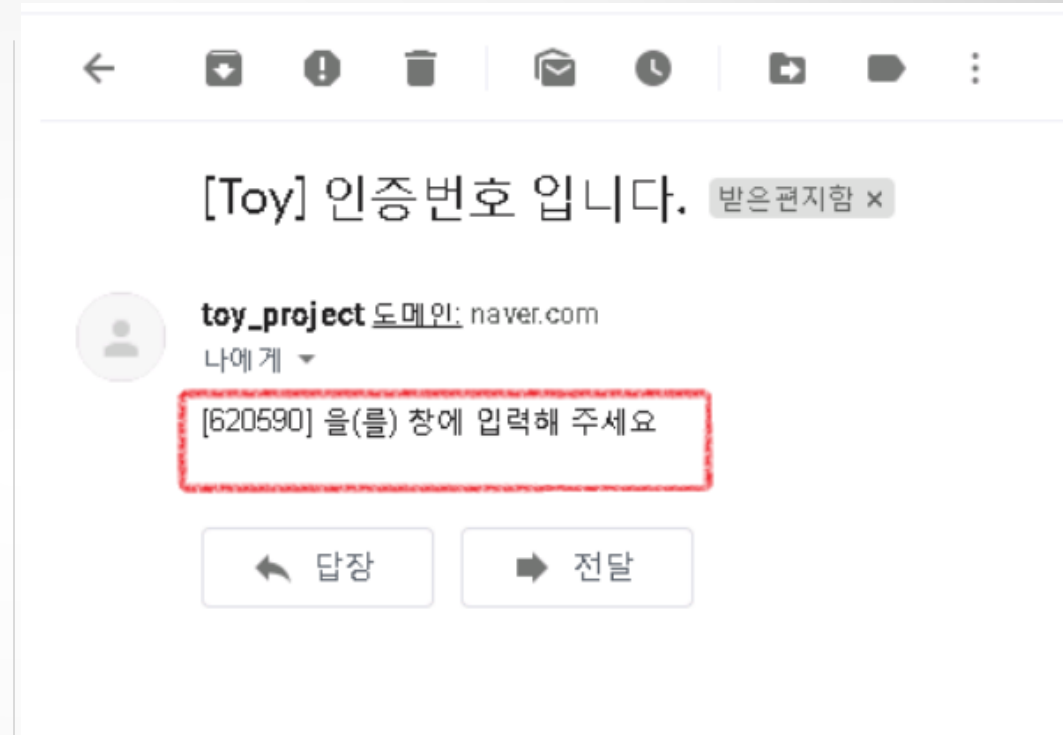 [Toy] 인증번호 입니다. 받은편지함 ×
toy_project 도메인: naver.com
나에게
[620590] 을(를) 창에 입력해 주세요
답장 전달